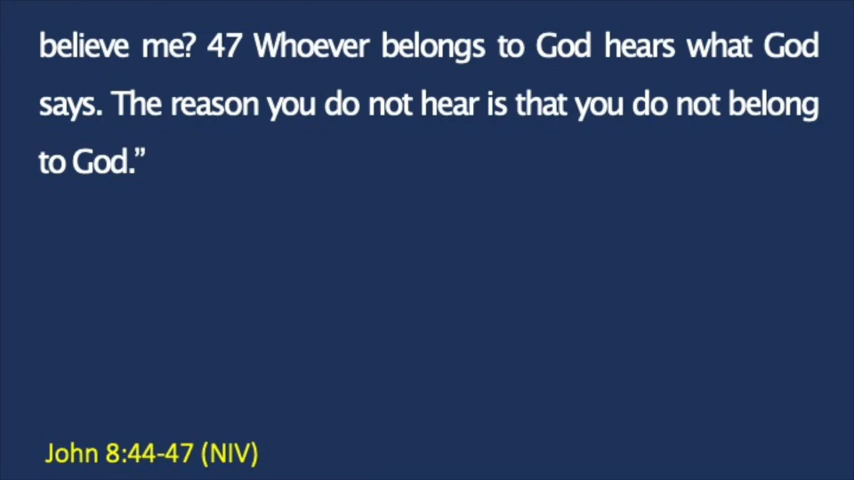 believe me? 47 Whoever belongs to God hears what God
says. The reason you do not hear is that you do not belong
to God.”
John 8:44-47 (NIV)